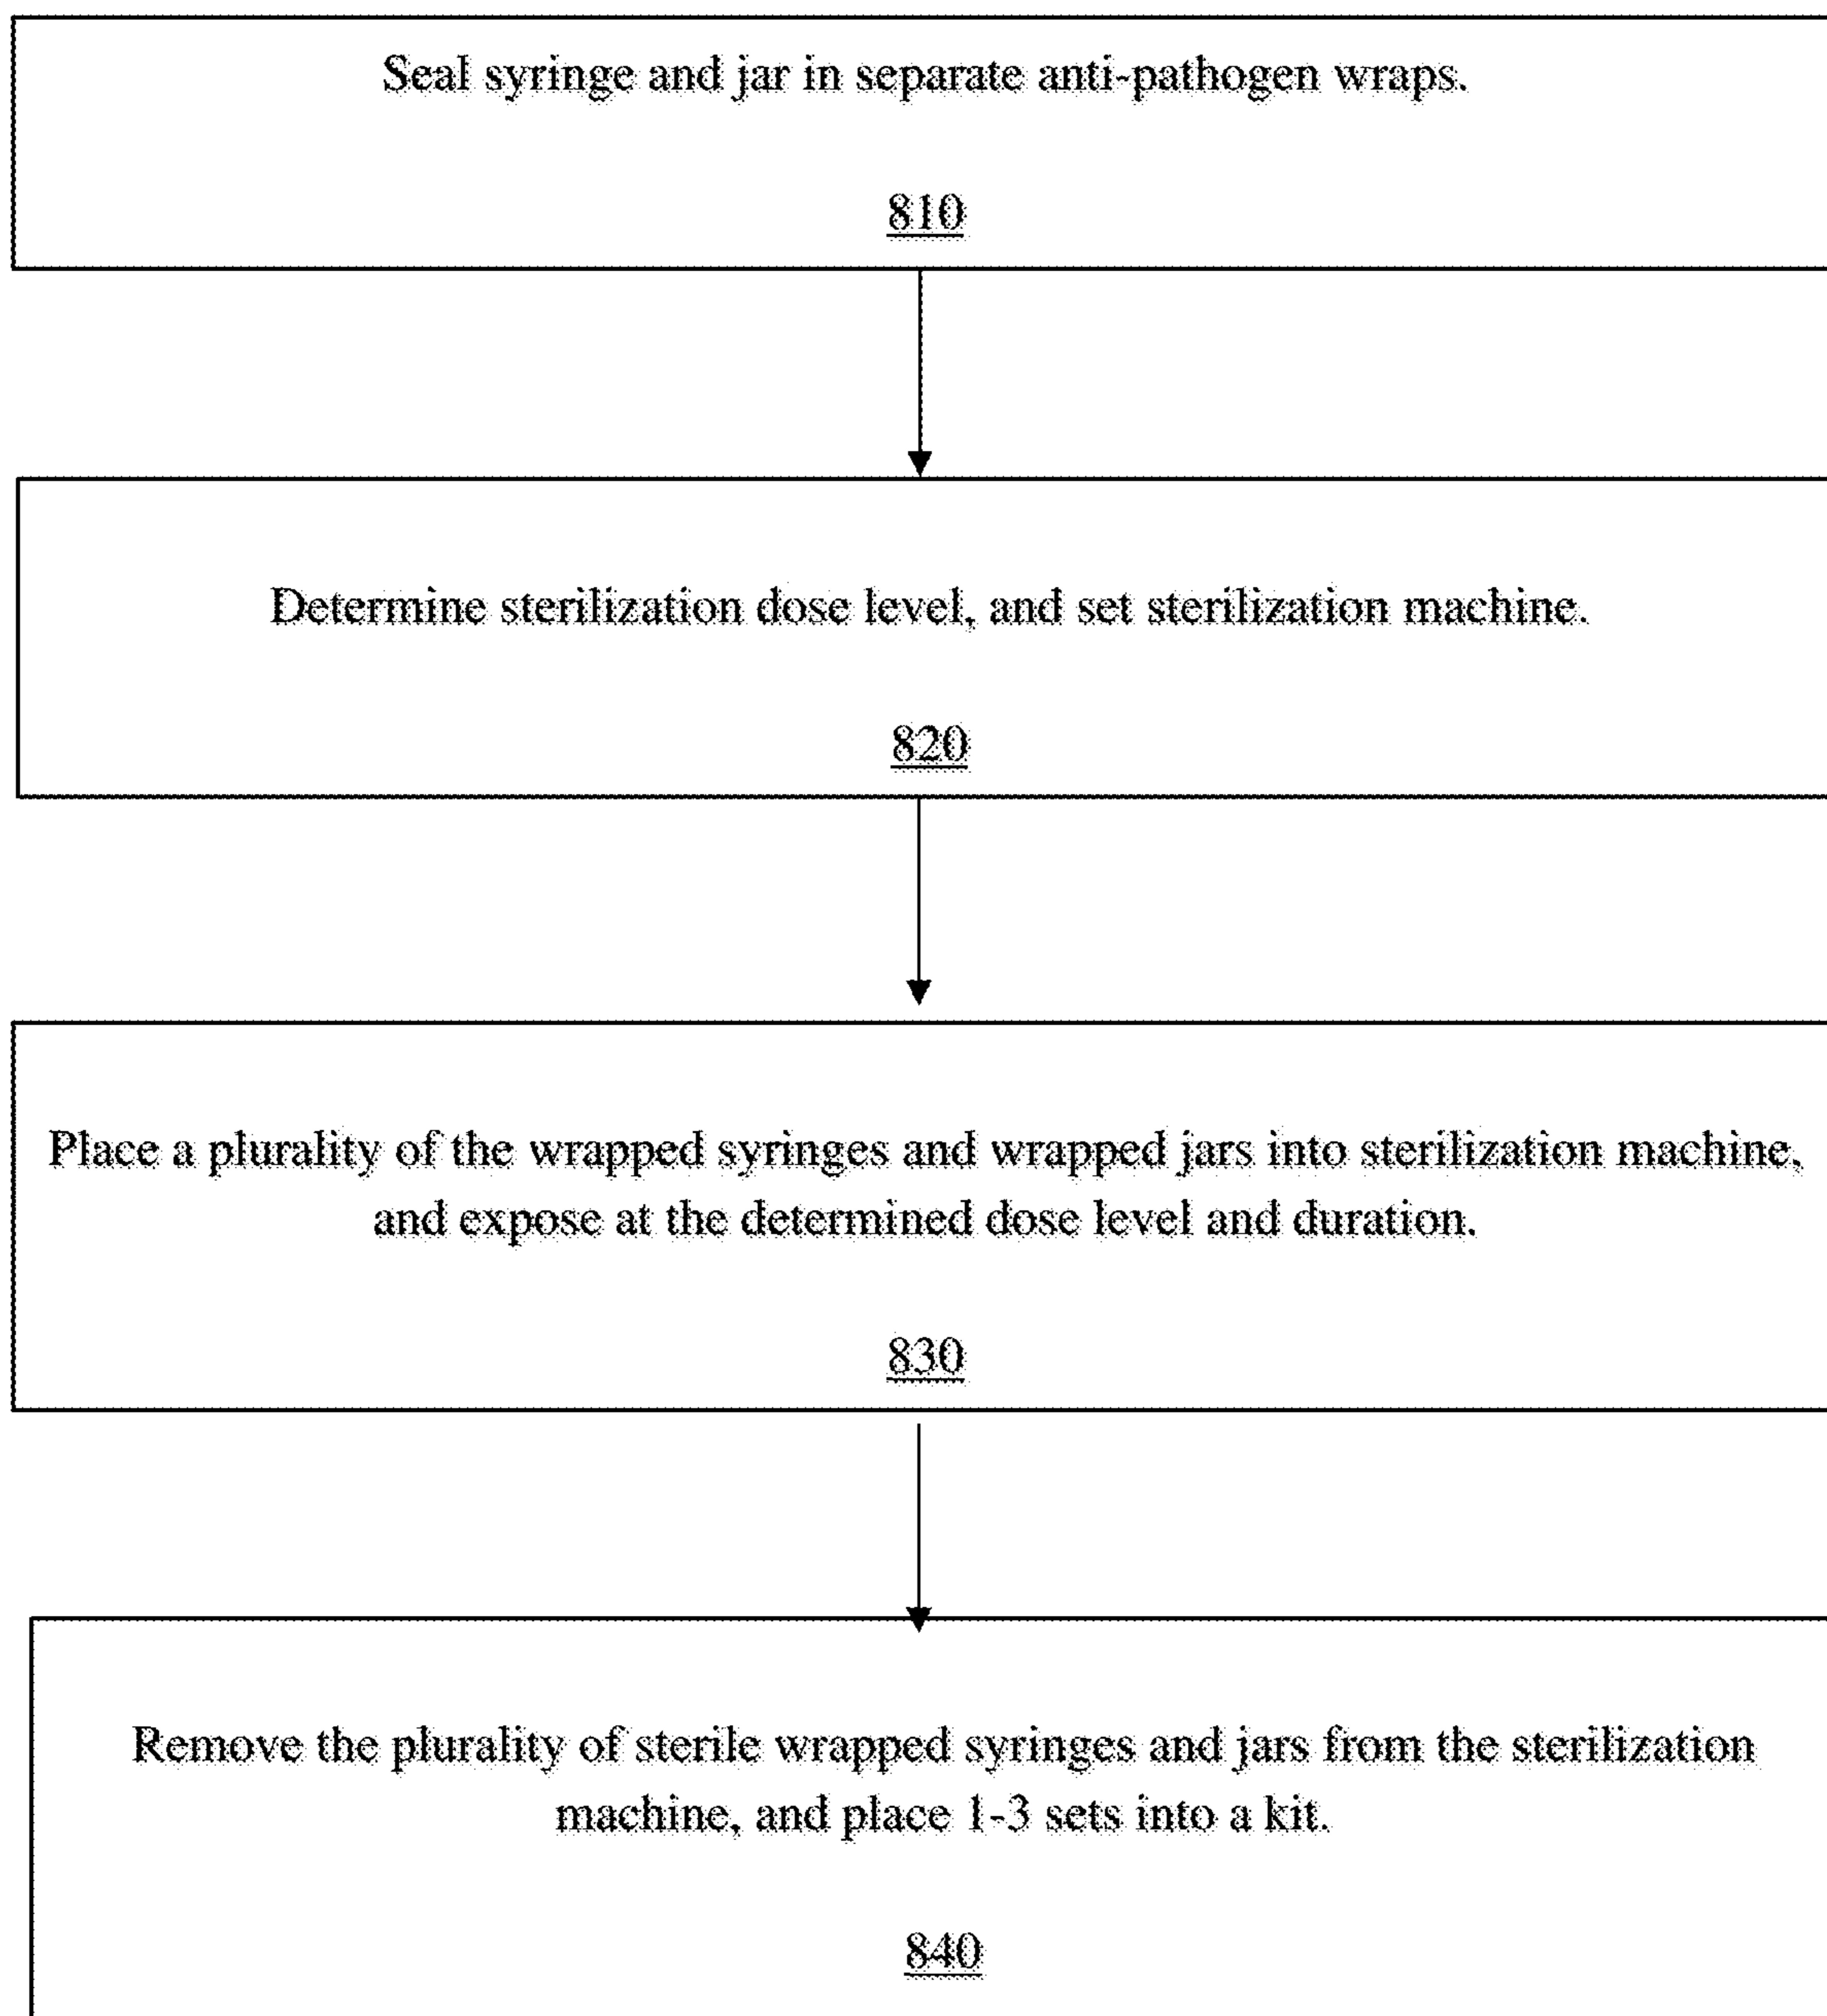 Seal syringe and jar in separate anti-pathogen wraps.
810
Determine sterilization dose level, and set sterilization machine.
820
Place a plurality of the wrapped syringes and wrapped jars into sterilization machine,
and expose at the determined dose level and duration.
830
Remove the plurality of sterile wrapped syringes and jars from the sterilization
machine, and place 1-3 sets into a kit.
840